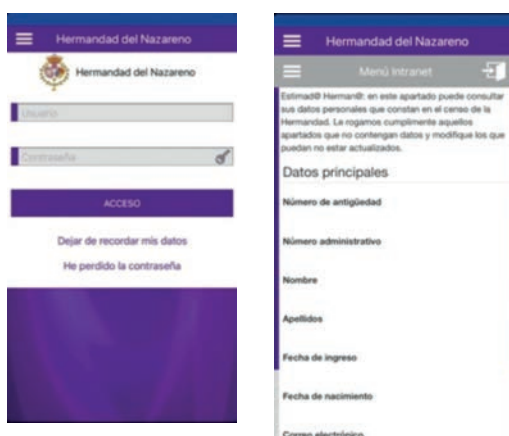 Hermandad del Nazareno
Hermandad del Nazareno
Usuario
Contraseña
ACCESO
Dejar de recordar mis datos
He perdido la contraseña
Hermandad del Nazareno
Menú Intranet
Estimad@ Herman@: en este apartado puede consultar
sus datos personales que constan en el censo de la
Hermandad. Le rogamos cumplimente aquellos
apartados que no contengan datos y modifique los que
puedan no estar actualizados.
Datos principales
Número de antigüedad
Número administrativo
Nombre
Apellidos
Fecha de ingreso
Fecha de nacimiento
Correo electrónico